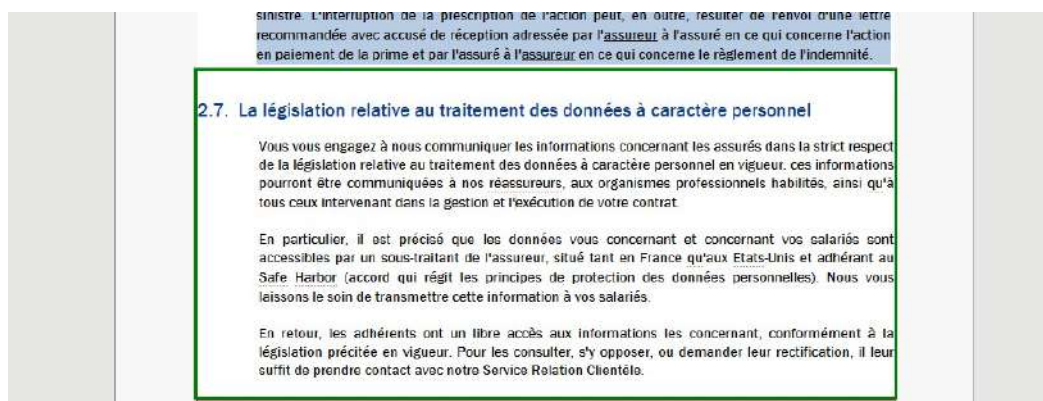 sinistre. L'interruption de la prescription de l'action peut, en outre, résulter de l'envoi d'une lettre
recommandée avec accusé de réception adressée par l'assureur à l'assuré en ce qui concerne l'action
en paiement de la prime et par l'assuré à l'assureur en ce qui concerne le règlement de l'indemnité.
2.7. La législation relative au traitement des données à caractère personnel
Vous vous engagez à nous communiquer les informations concernant les assurés dans la strict respect
de la législation relative au traitement des données à caractère personnel en vigueur. ces informations
pourront être communiquées à nos réassureurs, aux organismes professionnels habilités, ainsi qu'à
tous ceux intervenant dans la gestion et l'exécution de votre contrat.
En particulier, il est précisé que les données vous concernant et concernant vos salariés sont
accessibles par un sous-traitant de l'assureur, situé tant en France qu'aux Etats-Unis et adhérant au
Safe Harbor (accord qui régit les principes de protection des données personnelles). Nous vous
laissons le soin de transmettre cette information à vos salariés.
En retour, les adhérents ont un libre accès aux informations les concernant, conformément à la
législation précitée en vigueur. Pour les consulter, s'y opposer, ou demander leur rectification, il leur
suffit de prendre contact avec notre Service Relation Clientèle.